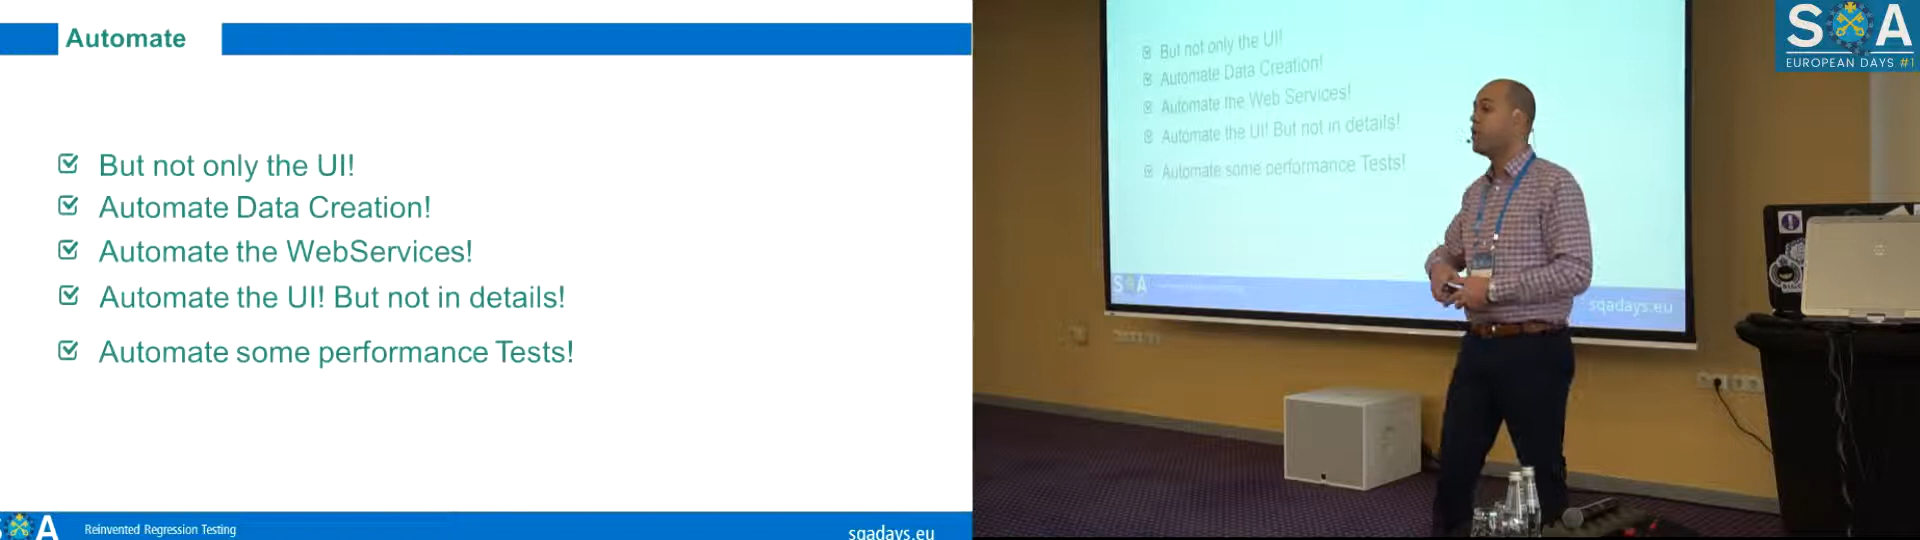 Automate
But not only the UI!
Automate Data Creation!
Automate the WebServices!
Automate the UI! But not in details!
Automate some performance Tests!
Reinvented Regression Testing
sqadays.eu
But not only the UI!
Automate Data Creation!
Automate the Web Services!
Automate the UI! But not in details!
Automate some performance Tests!
SQA
sqadays.eu
SQA
EUROPEAN DAYS #1